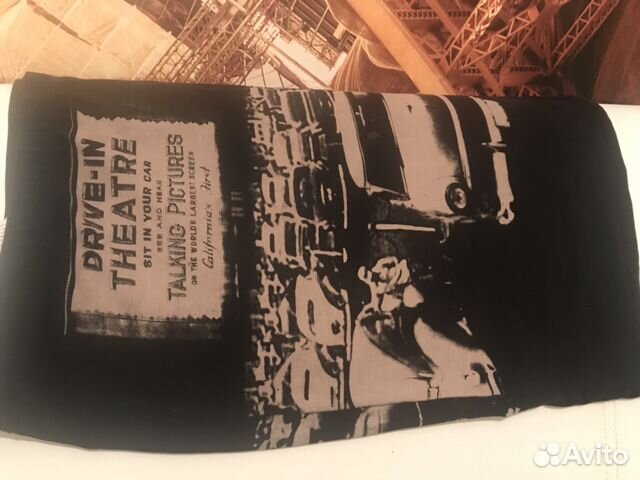 DRIVE-IN
THEATRE
SIT IN YOUR CAR
SEE AND HEAR
TALKING PICTURES
ON THE WORLD'S LARGEST SCREEN
California's First
Avito